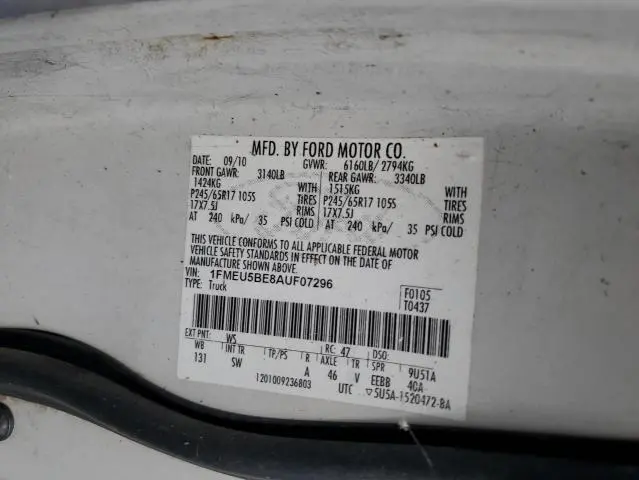 MFD. BY FORD MOTOR CO.
DATE: 09/10 GVWR: 6160LB/ 2794KG
FRONT GAWR: 3140LB REAR GAWR: 3340LB
1424KG WITH 1515KG WITH
P245/65R17 105S TIRES P245/65R17 105S TIRES
17X7.5J RIMS 17X7.5J RIMS
AT 240 kPa/ 35 PSI COLD AT 240 kPa/ 35 PSI COLD
THIS VEHICLE CONFORMS TO ALL APPLICABLE FEDERAL MOTOR
VEHICLE SAFETY STANDARDS IN EFFECT ON THE DATE OF
MANUFACTURE SHOWN ABOVE.
VIN: 1FMEU5BE8AUF07296
TYPE: Truck
F0105
T0437
EXT PNT: WS RC: 47 DSO:
WB INT TR TP/PS R AXLE TR SPR 9U51A
131 SW A 46 V EEBB 40A
1201009236803 UTC ▽5U5A-1520472-BA